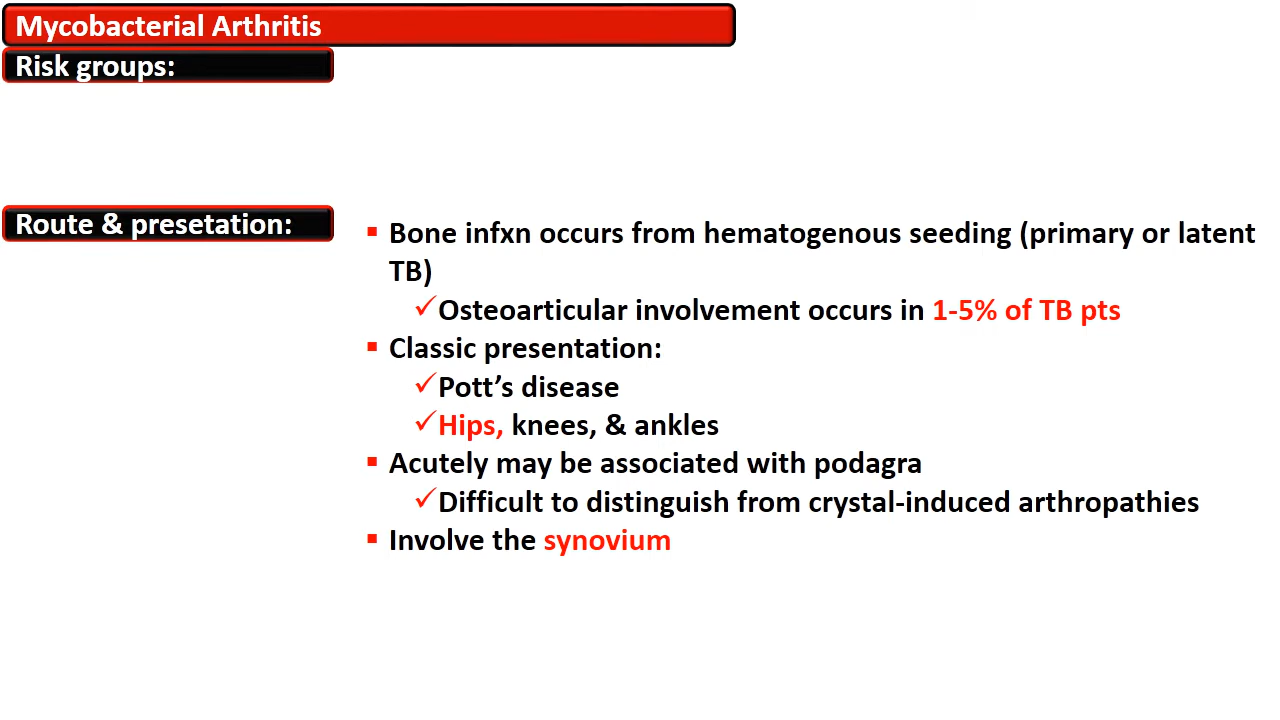 Mycobacterial Arthritis
Risk groups:
Route & presetation:
▪ Bone infxn occurs from hematogenous seeding (primary or latent
TB)
✓Osteoarticular involvement occurs in 1-5% of TB pts
▪ Classic presentation:
✓Pott’s disease
✓Hips, knees, & ankles
▪ Acutely may be associated with podagra
✓Difficult to distinguish from crystal-induced arthropathies
▪ Involve the synovium